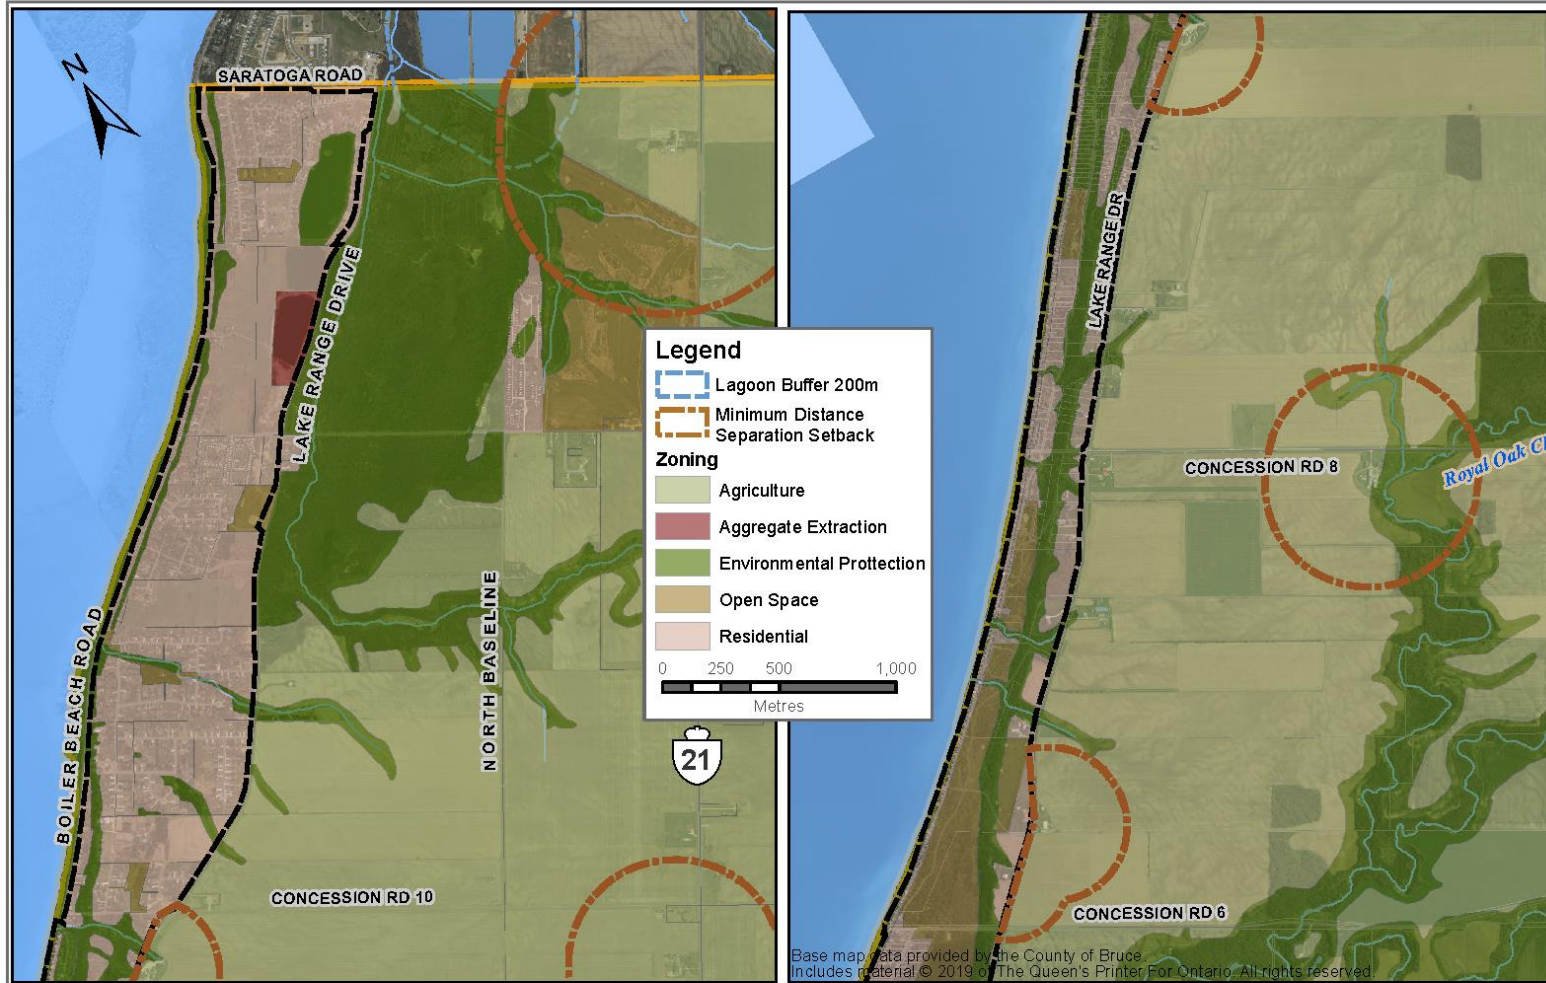 N
SARATOGA ROAD
LAKE RANGE DRIVE
BOILER BEACH ROAD
NORTH BASELINE
CONCESSION RD 10
21
Legend
Lagoon Buffer 200m
Minimum Distance
Separation Setback
Zoning
Agriculture
Aggregate Extraction
Environmental Prottection
Open Space
Residential
0 250 500 1,000
Metres
LAKE RANGE DR
CONCESSION RD 8
Royal Oak
CONCESSION RD 6
Base map data provided by the County of Bruce.
Includes material © 2019 of The Queen's Printer For Ontario. All rights reserved.